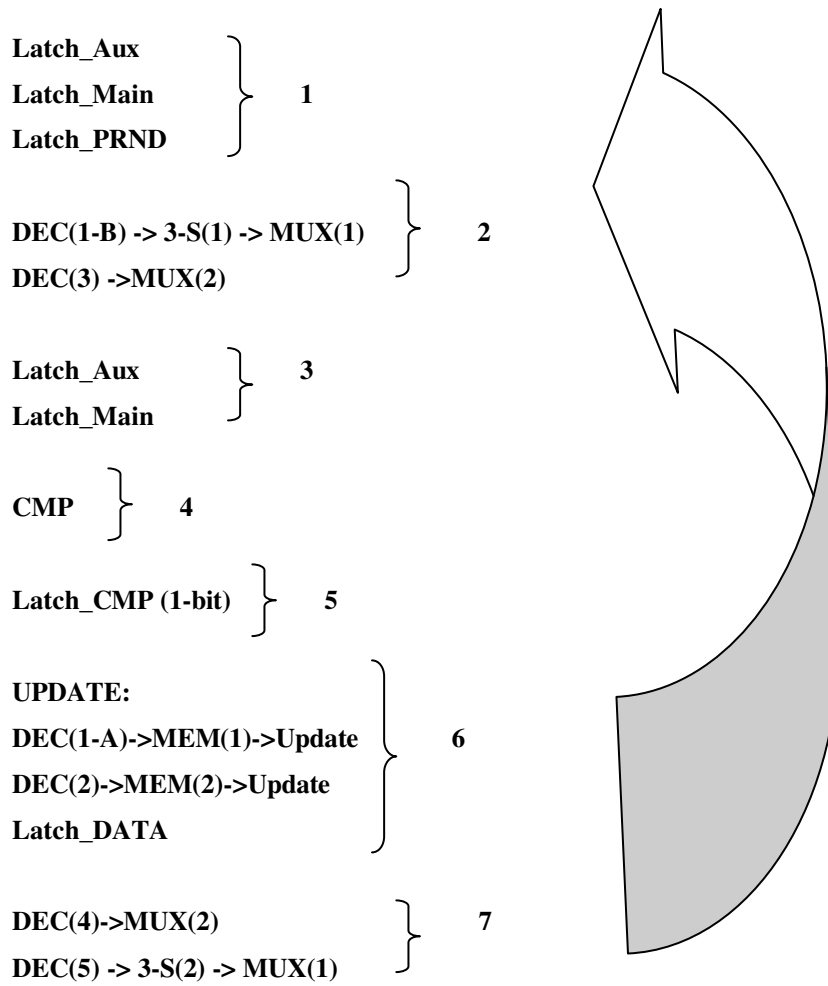 Latch_Aux
Latch_Main
Latch_PRND
1
DEC(1-B) -> 3-S(1) -> MUX(1)
DEC(3) ->MUX(2)
2
Latch_Aux
Latch_Main
3
CMP
4
Latch_CMP (1-bit)
5
UPDATE:
DEC(1-A)->MEM(1)->Update
DEC(2)->MEM(2)->Update
Latch_DATA
6
DEC(4)->MUX(2)
DEC(5) -> 3-S(2) -> MUX(1)
7